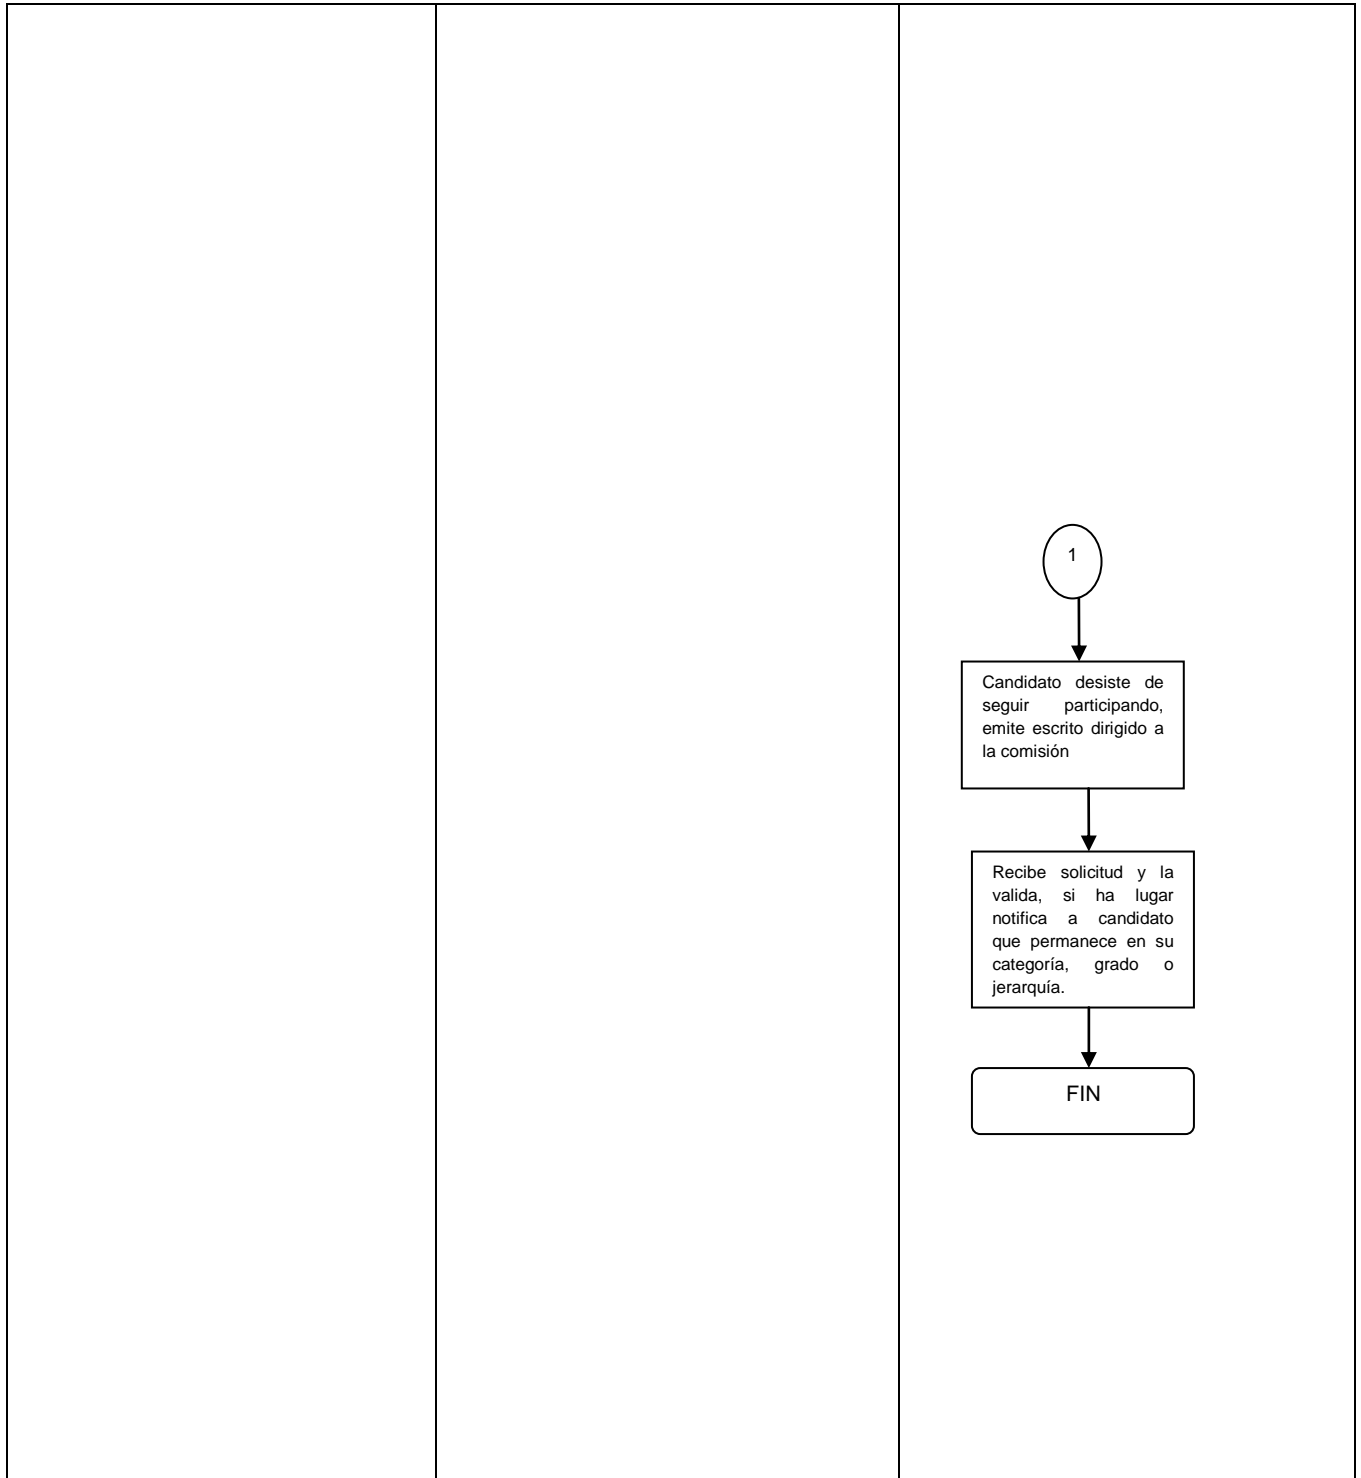 1
Candidato desiste de
seguir participando,
emite escrito dirigido a
la comisión
Recibe solicitud y la
valida, si ha lugar
notifica a candidato
que permanece en su
categoría, grado o
jerarquía.
FIN